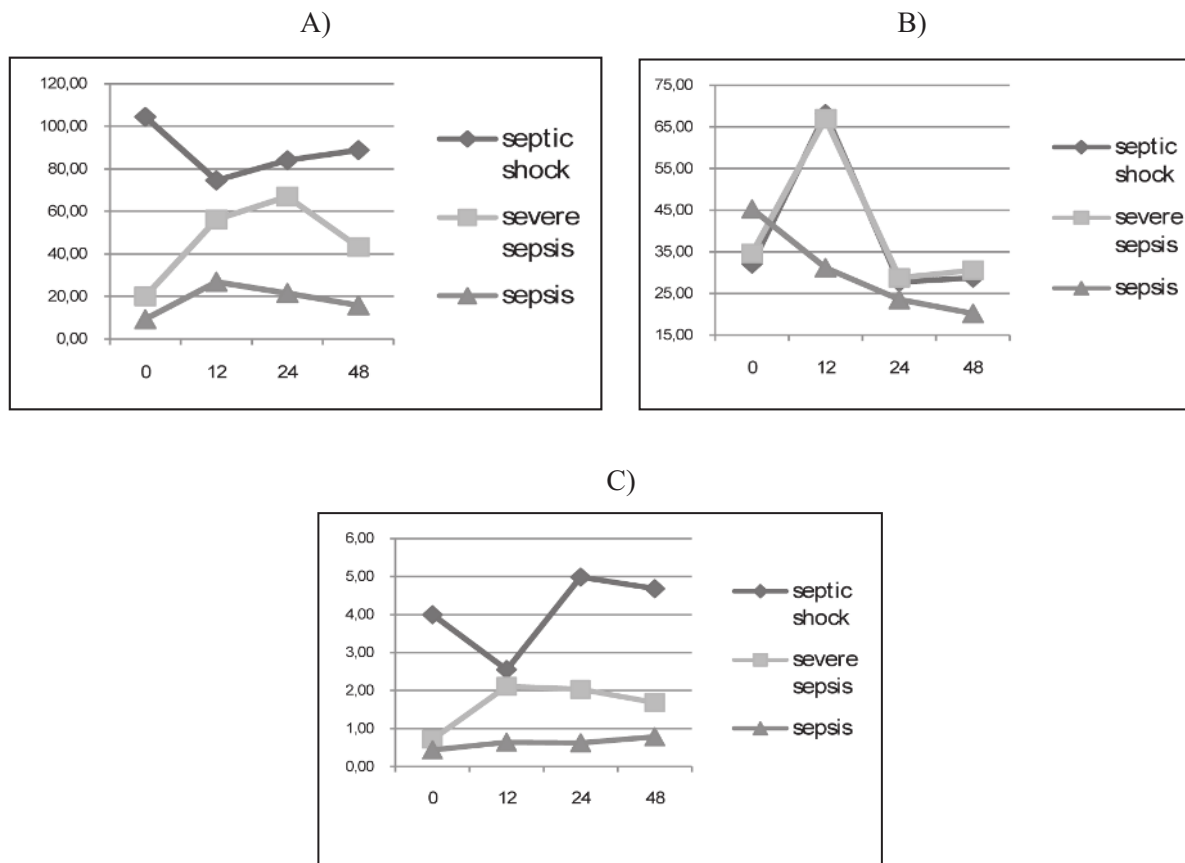 A)
120,00
100,00
80,00
60,00
40,00
20,00
0,00
0 12 24 48
septic
shock
severe
sepsis
sepsis
B)
75,00
65,00
55,00
45,00
35,00
25,00
15,00
0 12 24 48
septic
shock
severe
sepsis
sepsis
C)
6,00
5,00
4,00
3,00
2,00
1,00
0,00
0 12 24 48
septic
shock
severe
sepsis
sepsis